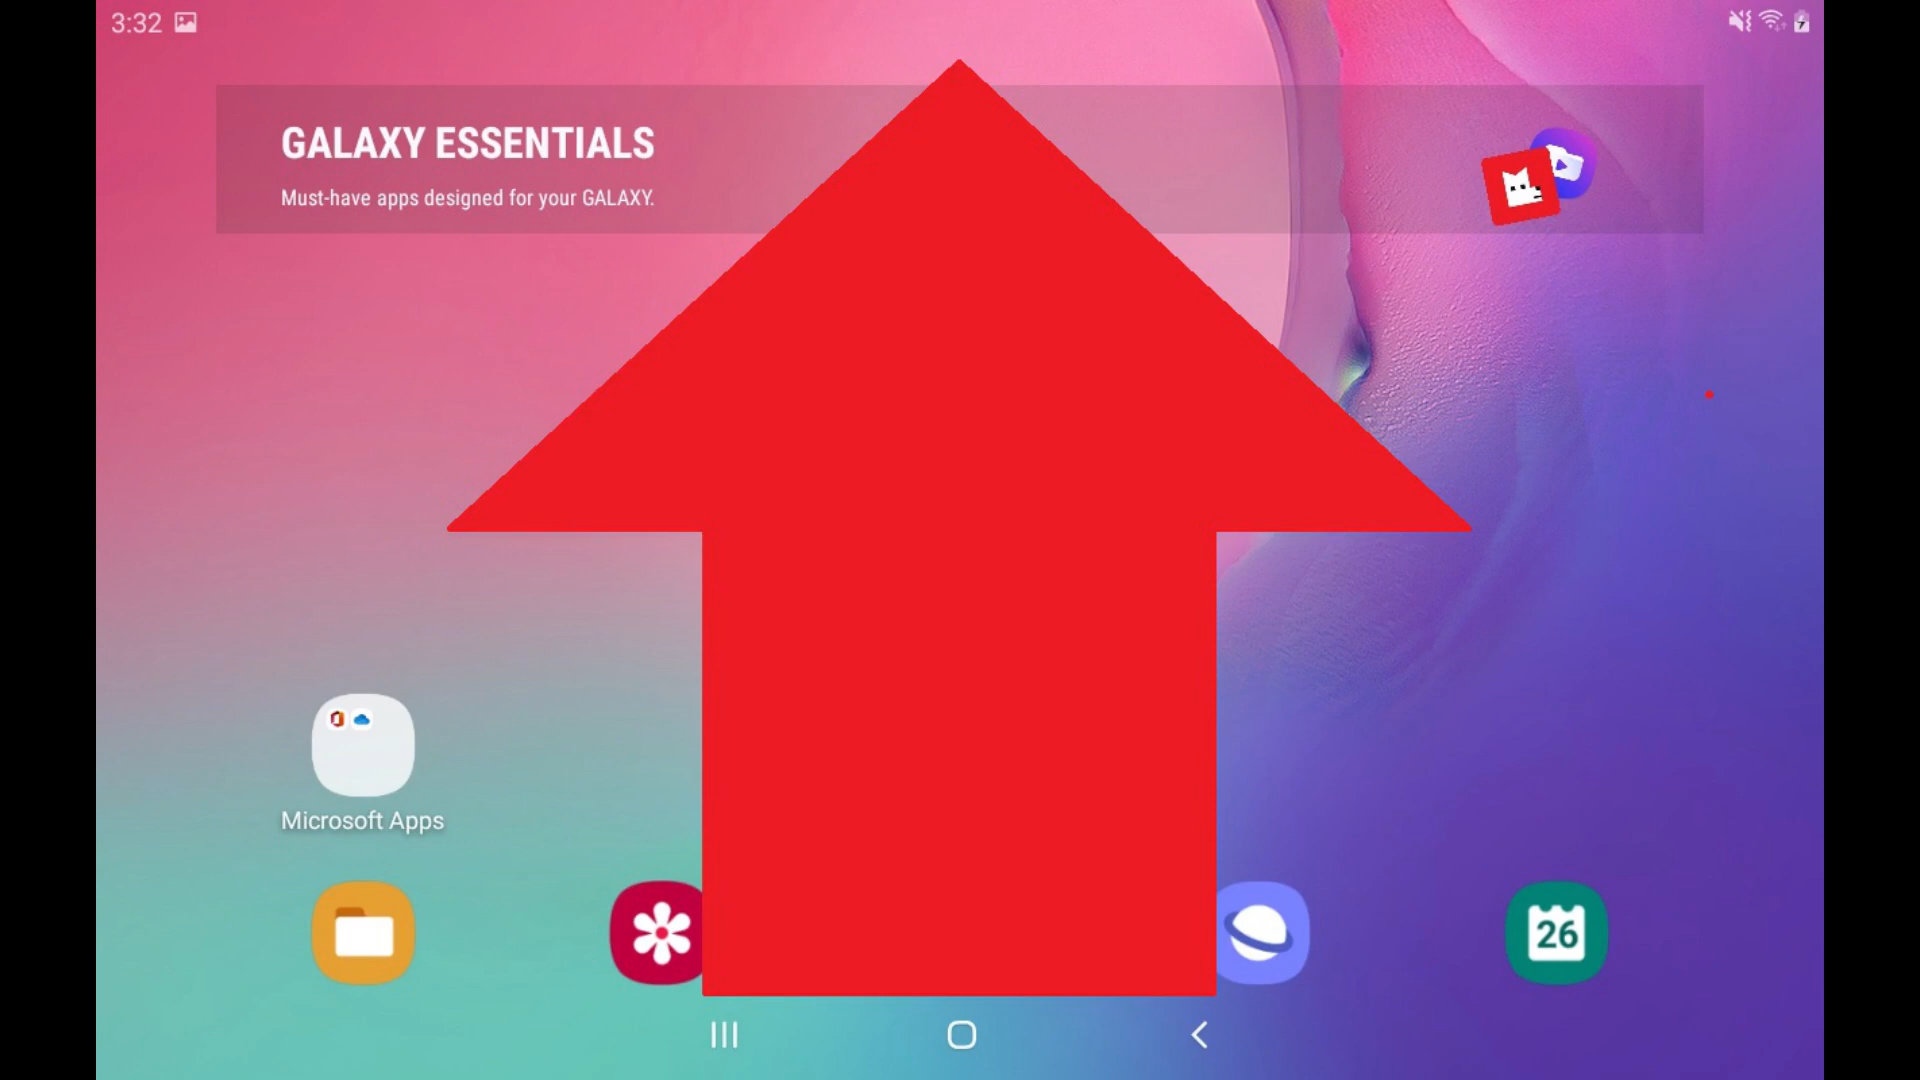 3:32
GALAXY ESSENTIALS
Must-have apps designed for your GALAXY.
Microsoft Apps
26